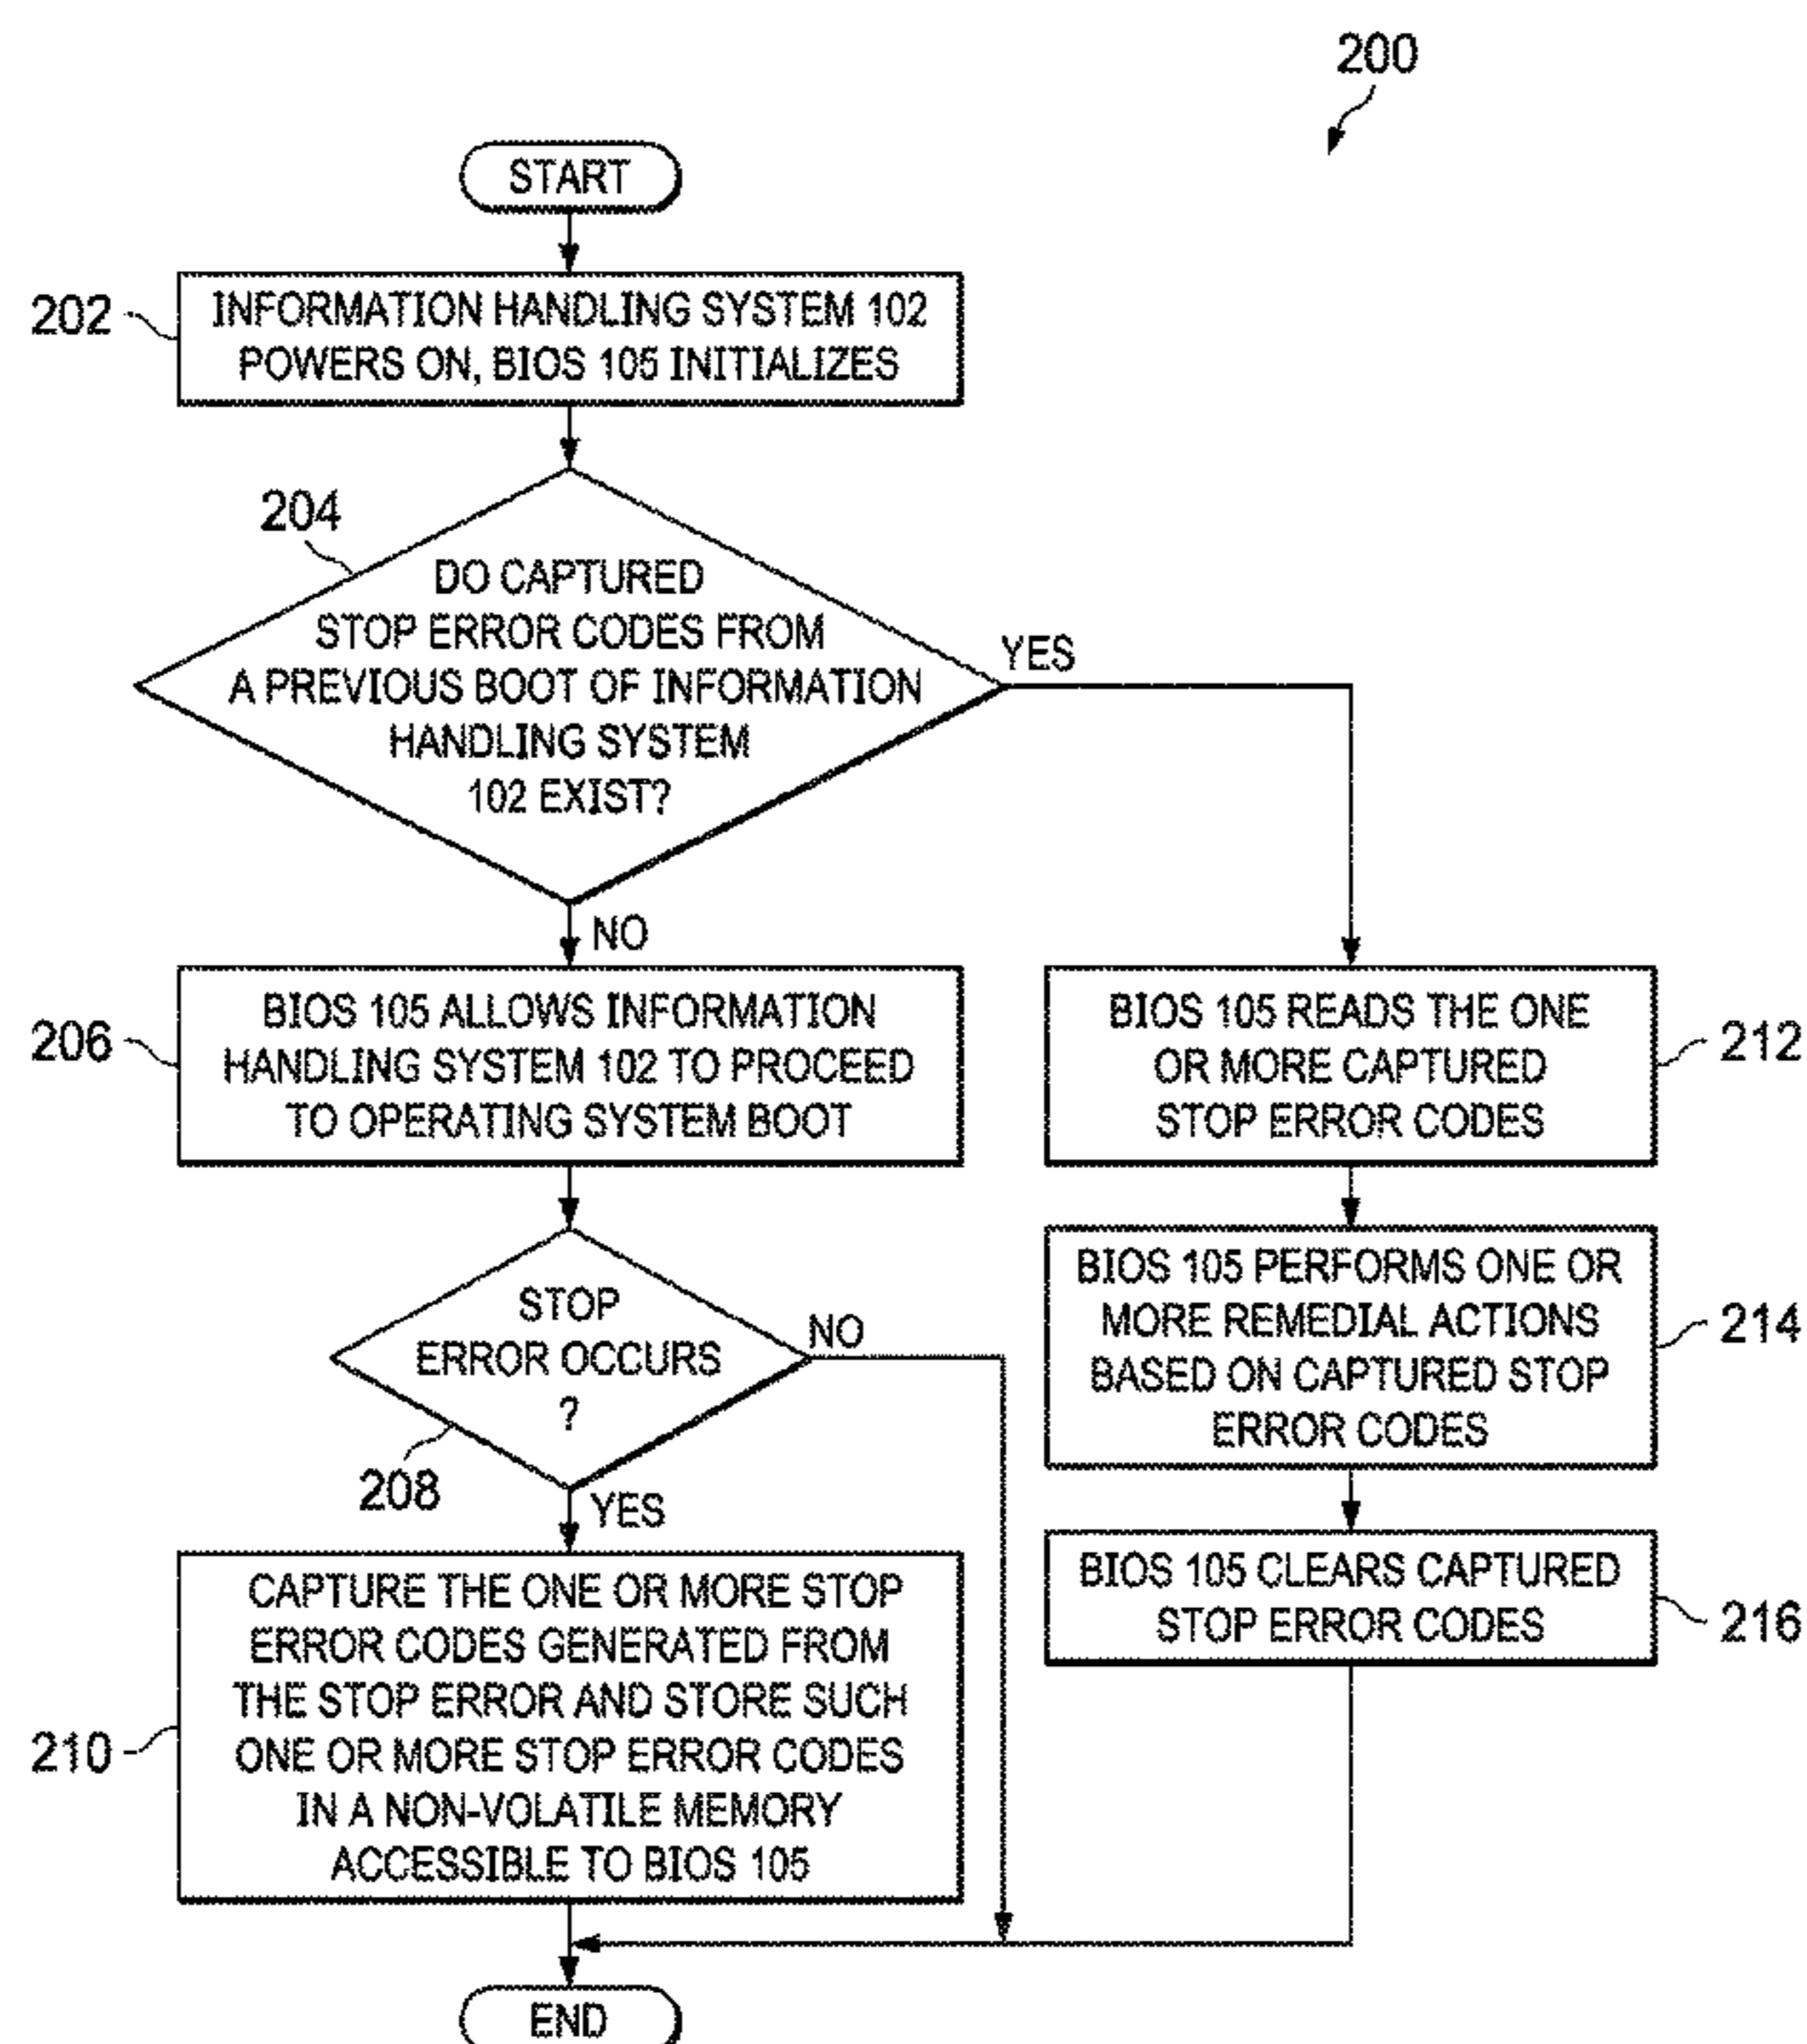 200
START
202
INFORMATION HANDLING SYSTEM 102
POWERS ON, BIOS 105 INITIALIZES
204
DO CAPTURED
STOP ERROR CODES FROM
A PREVIOUS BOOT OF INFORMATION
HANDLING SYSTEM
102 EXIST?
YES
NO
206
BIOS 105 ALLOWS INFORMATION
HANDLING SYSTEM 102 TO PROCEED
TO OPERATING SYSTEM BOOT
BIOS 105 READS THE ONE
OR MORE CAPTURED
STOP ERROR CODES
212
STOP
ERROR OCCURS
?
NO
208
YES
BIOS 105 PERFORMS ONE OR
MORE REMEDIAL ACTIONS
BASED ON CAPTURED STOP
ERROR CODES
214
210
CAPTURE THE ONE OR MORE STOP
ERROR CODES GENERATED FROM
THE STOP ERROR AND STORE SUCH
ONE OR MORE STOP ERROR CODES
IN A NON-VOLATILE MEMORY
ACCESSIBLE TO BIOS 105
BIOS 105 CLEARS CAPTURED
STOP ERROR CODES
216
END